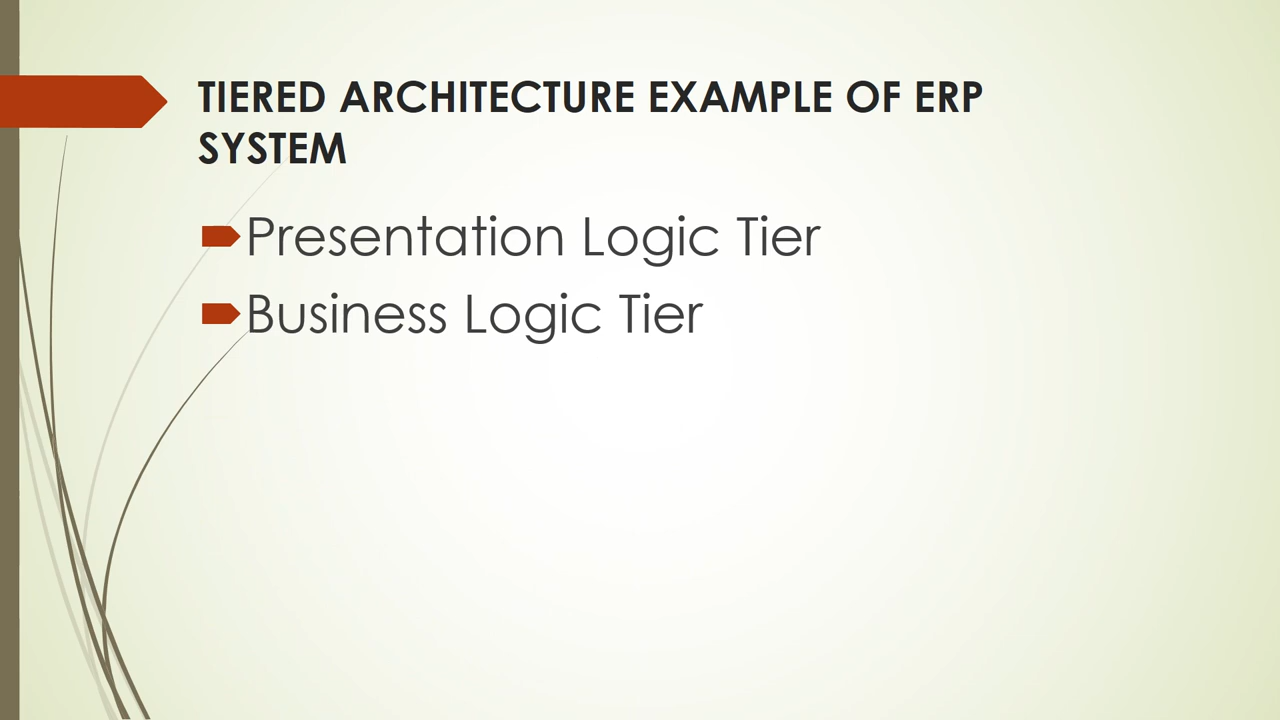 TIERED ARCHITECTURE EXAMPLE OF ERP
SYSTEM
Presentation Logic Tier
Business Logic Tier